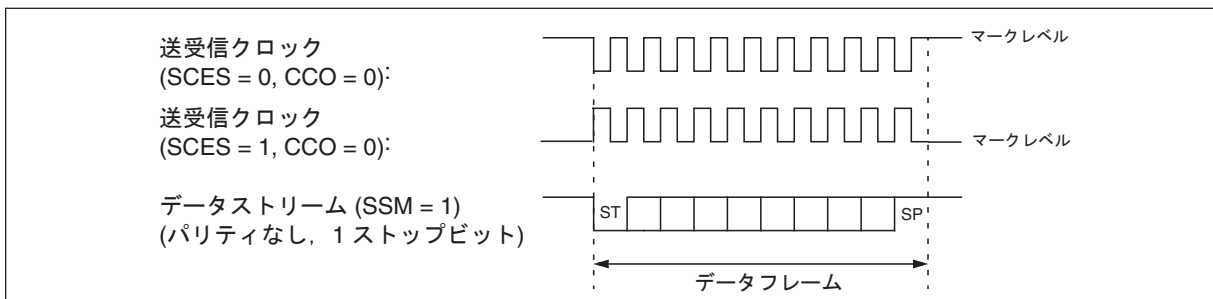 送受信クロック
(SCES = 0, CCO = 0):
マークレベル
送受信クロック
(SCES = 1, CCO = 0):
マークレベル
データストリーム (SSM = 1)
(パリティなし, 1 ストップビット)
ST
SP
データフレーム